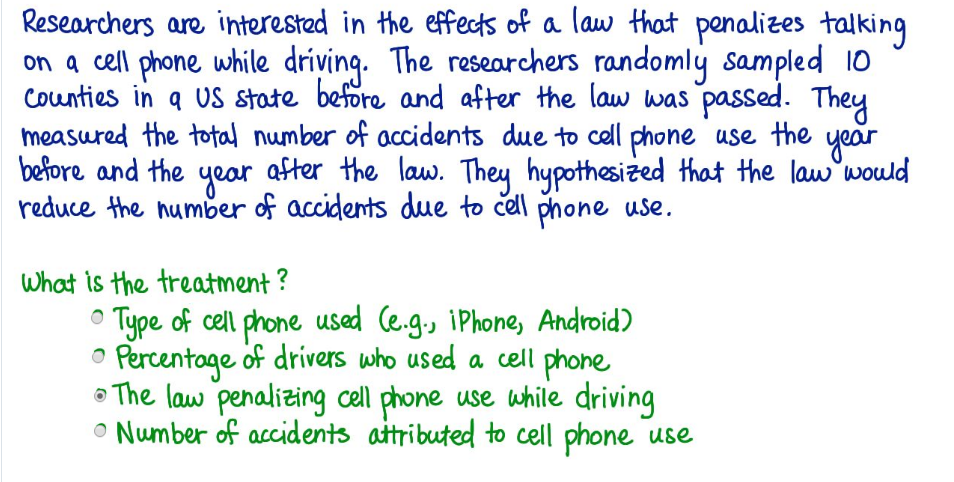 Researchers are interested in the effects of a law that penalizes talking
on a cell phone while driving. The researchers randomly sampled 10
Counties in a US state before and after the law was passed. They
measured the total number of accidents due to cell phone use the year
before and the year after the law. They hypothesized that the law would
reduce the number of accidents due to cell phone use.
What is the treatment?
Type of cell phone used (e.g., iPhone, Android)
Percentage of drivers who used a cell phone
The law penalizing cell phone use while driving
Number of accidents attributed to cell phone use